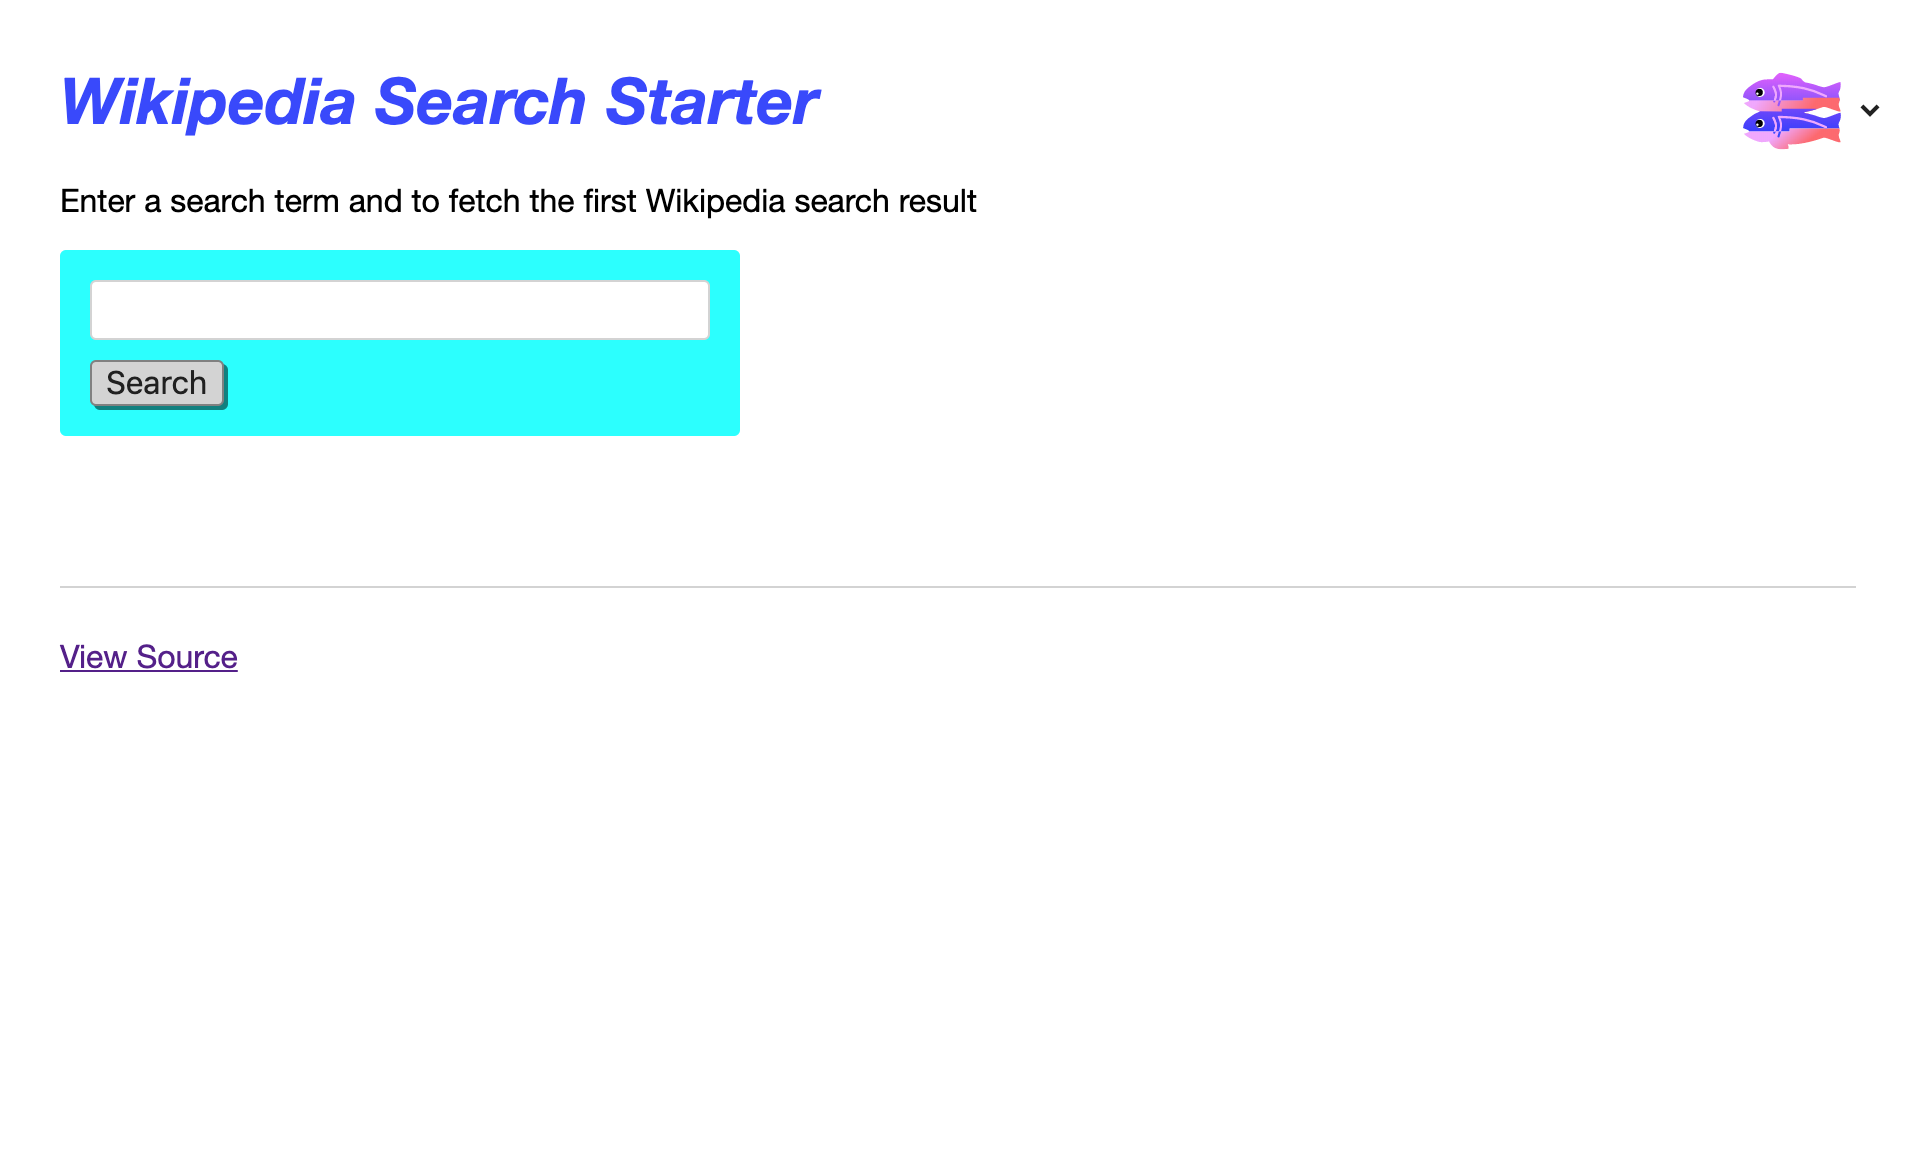 Wikipedia Search Starter
Enter a search term and to fetch the first Wikipedia search result
Search
View Source